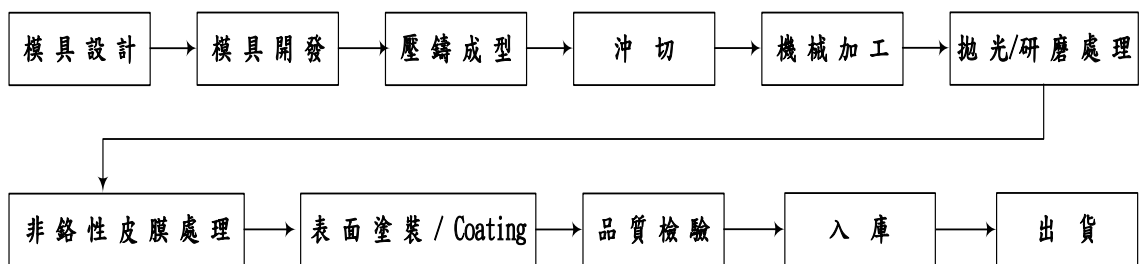 模具設計
模具開發
壓鑄成型
沖切
機械加工
拋光/研磨處理
非鉻性皮膜處理
表面塗裝/Coating
品質檢驗
入庫
出貨